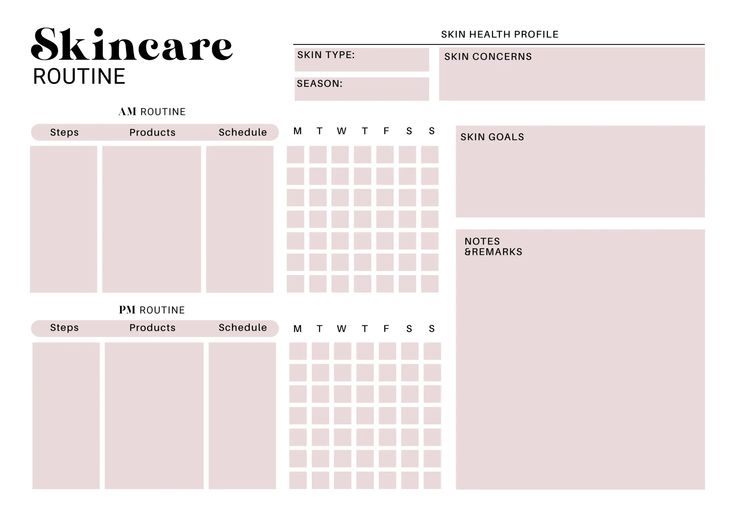 Skincare
ROUTINE
SKIN HEALTH PROFILE
SKIN TYPE:
SKIN CONCERNS
SEASON:
AM ROUTINE
Steps Products Schedule
M T W T F S S
SKIN GOALS
NOTES
&REMARKS
PM ROUTINE
Steps Products Schedule
M T W T F S S